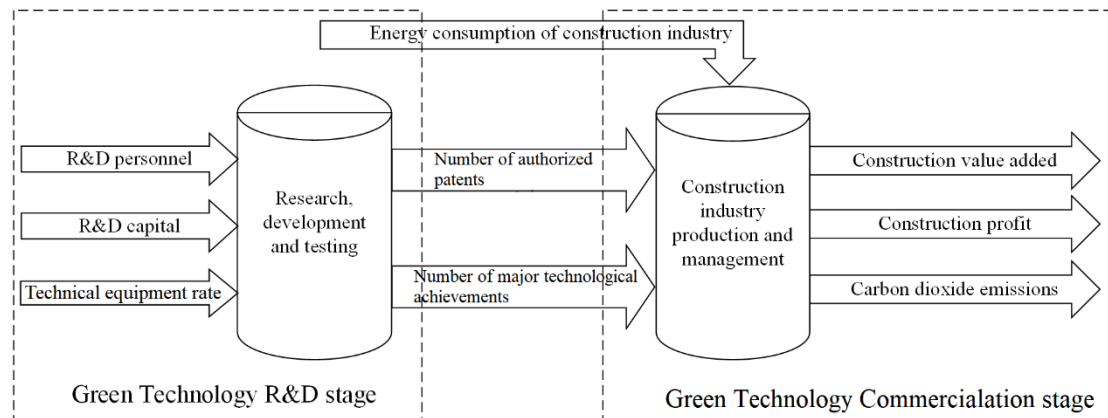 Energy consumption of construction industry
R&D personnel
R&D capital
Technical equipment rate
Research,
development
and testing
Number of authorized
patents
Number of major technological
achievements
Construction
industry
production and
management
Construction value added
Construction profit
Carbon dioxide emissions
Green Technology R&D stage
Green Technology Commercialation stage